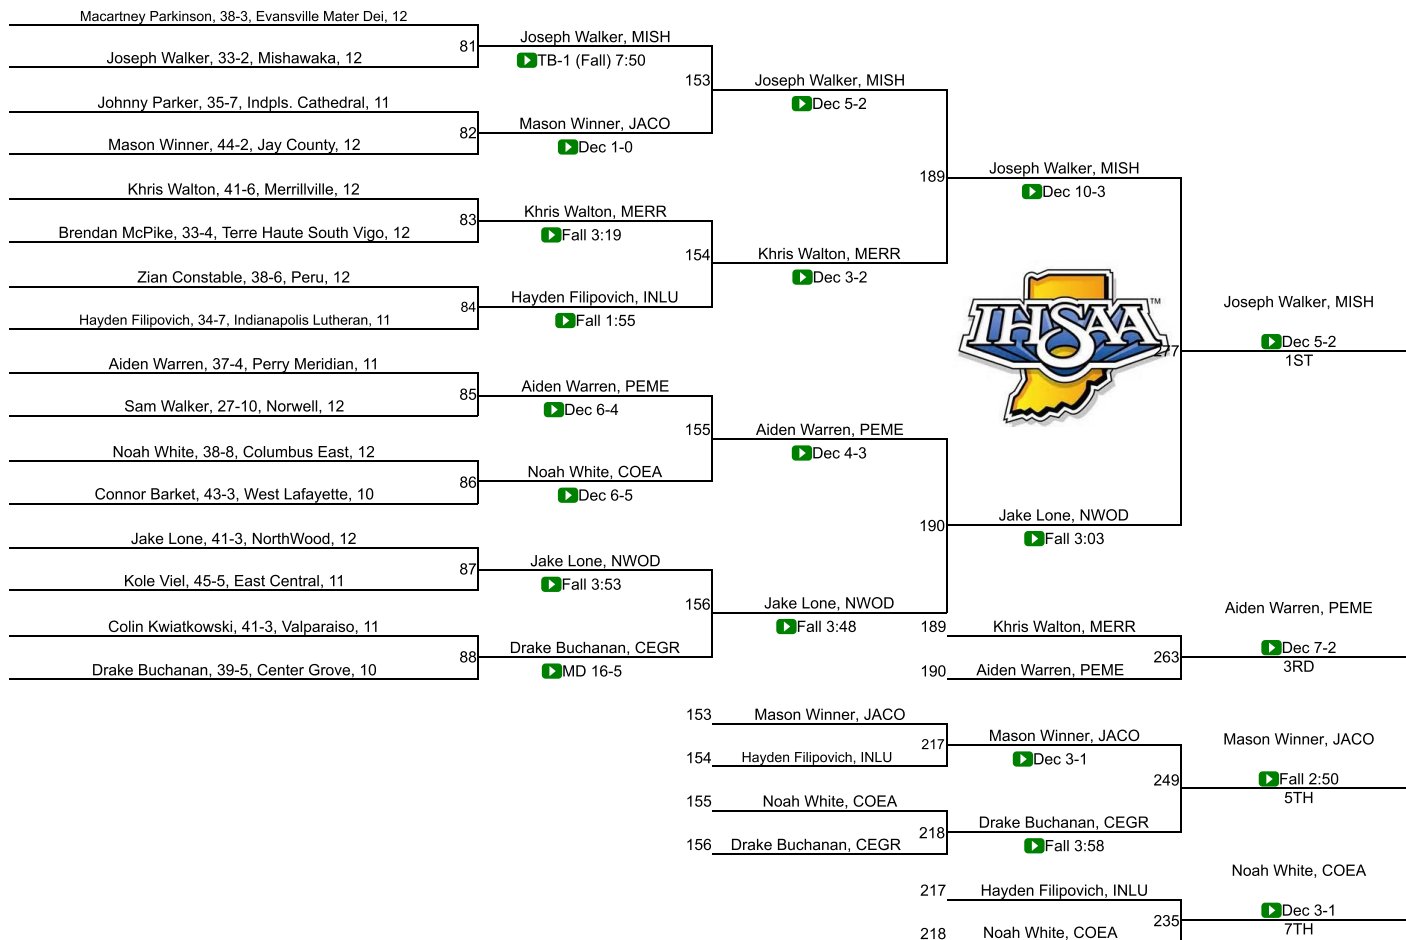 Macartney Parkinson, 38-3, Evansville Mater Dei, 12
81
Joseph Walker, MISH
Joseph Walker, 33-2, Mishawaka, 12
TB-1 (Fall) 7:50
153
Joseph Walker, MISH
Johnny Parker, 35-7, Indpls. Cathedral, 11
Dec 5-2
82
Mason Winner, JACO
Mason Winner, 44-2, Jay County, 12
Dec 1-0
189
Joseph Walker, MISH
Khris Walton, 41-6, Merrillville, 12
Dec 10-3
83
Khris Walton, MERR
Brendan McPike, 33-4, Terre Haute South Vigo, 12
Fall 3:19
154
Khris Walton, MERR
Zian Constable, 38-6, Peru, 12
Dec 3-2
84
Hayden Filipovich, INLU
Hayden Filipovich, 34-7, Indianapolis Lutheran, 11
Fall 1:55
IHSAA™
Joseph Walker, MISH
277
Dec 5-2
1ST
Aiden Warren, 37-4, Perry Meridian, 11
85
Aiden Warren, PEME
Sam Walker, 27-10, Norwell, 12
Dec 6-4
155
Aiden Warren, PEME
Noah White, 38-8, Columbus East, 12
Dec 4-3
86
Noah White, COEA
Connor Barket, 43-3, West Lafayette, 10
Dec 6-5
190
Jake Lone, NWOD
Jake Lone, 41-3, NorthWood, 12
Fall 3:03
87
Jake Lone, NWOD
Kole Viel, 45-5, East Central, 11
Fall 3:53
156
Jake Lone, NWOD
Colin Kwiatkowski, 41-3, Valparaiso, 11
Fall 3:48
88
Drake Buchanan, CEGR
Drake Buchanan, 39-5, Center Grove, 10
MD 16-5
189
Khris Walton, MERR
Aiden Warren, PEME
263
Dec 7-2
3RD
190
Aiden Warren, PEME
153
Mason Winner, JACO
217
Mason Winner, JACO
154
Hayden Filipovich, INLU
Dec 3-1
Mason Winner, JACO
249
Fall 2:50
5TH
155
Noah White, COEA
218
Drake Buchanan, CEGR
156
Drake Buchanan, CEGR
Fall 3:58
Noah White, COEA
217
Hayden Filipovich, INLU
235
Dec 3-1
7TH
218
Noah White, COEA